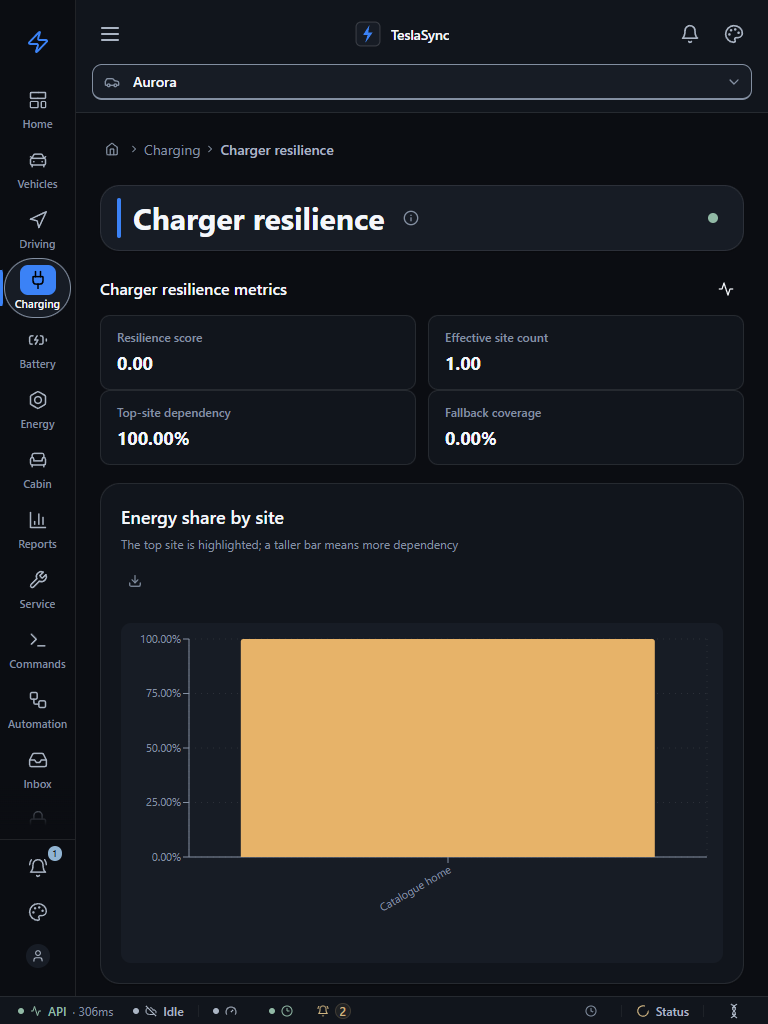 TeslaSync
Aurora
Home
Vehicles
Driving
Charging
Battery
Energy
Cabin
Reports
Service
Commands
Automation
Inbox
1
Charging
Charger resilience
Charger resilience
Charger resilience metrics
Resilience score
0.00
Effective site count
1.00
Top-site dependency
100.00%
Fallback coverage
0.00%
Energy share by site
The top site is highlighted; a taller bar means more dependency
100.00%
75.00%
50.00%
25.00%
0.00%
Catalogue home
API · 306ms
Idle
2
Status